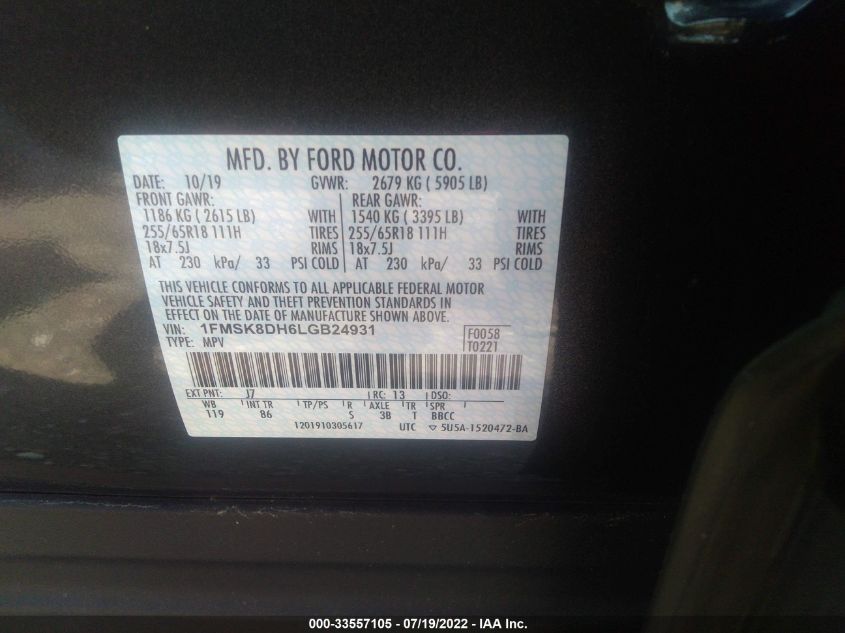 MFD. BY FORD MOTOR CO.
DATE: 10/19 GVWR: 2679 KG ( 5905 LB)
FRONT GAWR: REAR GAWR:
1186 KG ( 2615 LB) WITH 1540 KG ( 3395 LB) WITH
255/65R18 111H TIRES 255/65R18 111H TIRES
18x7.5J RIMS 18x7.5J RIMS
AT 230 kPa/ 33 PSI COLD AT 230 kPa/ 33 PSI COLD
THIS VEHICLE CONFORMS TO ALL APPLICABLE FEDERAL MOTOR
VEHICLE SAFETY AND THEFT PREVENTION STANDARDS IN
EFFECT ON THE DATE OF MANUFACTURE SHOWN ABOVE.
VIN: 1FMSK8DH6LGB24931 F0058
TYPE: MPV T0221
EXT PNT: J7 RC: 13 DSO:
WB INT TR TP/PS R AXLE TR SPR
119 86 5 3B T BBCC
1201910305617 UTC ▽ 5U5A-1520472-BA
000-33557105 - 07/19/2022 - IAA Inc.